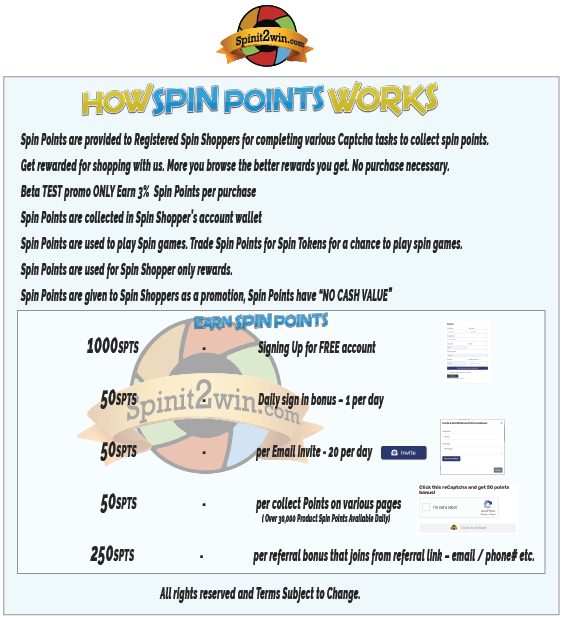 Spinit2win.com
HOW SPIN POINTS WORKS
Spin Points are provided to Registered Spin Shoppers for completing various Captcha tasks to collect spin points.
Get rewarded for shopping with us. More you browse the better rewards you get. No purchase necessary.
Beta TEST promo ONLY Earn 3% Spin Points per purchase
Spin Points are collected in Spin Shopper's account wallet
Spin Points are used to play Spin games. Trade Spin Points for Spin Tokens for a chance to play spin games.
Spin Points are used for Spin Shopper only rewards.
Spin Points are given to Spin Shoppers as a promotion, Spin Points have "NO CASH VALUE"
EARN SPIN POINTS
1000SPTS - Signing Up for FREE account
50SPTS - Daily sign in bonus – 1 per day
Spinit2win.com
50SPTS - per Email Invite - 20 per day Invite
50SPTS - per collect Points on various pages
( Over 30,000 Product Spin Points Available Daily)
Click this reCaptcha and get 50 points
bonus!
I'm not a robot
250SPTS - per referral bonus that joins from referral link – email / phone# etc.
All rights reserved and Terms Subject to Change.